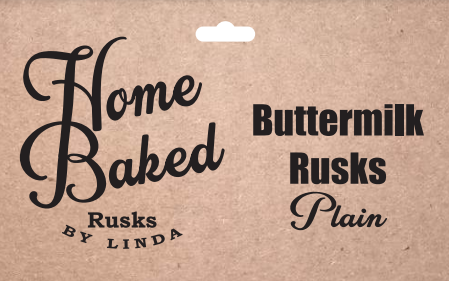 Home
Baked
Rusks
BY LINDA
Buttermilk
Rusks
Plain